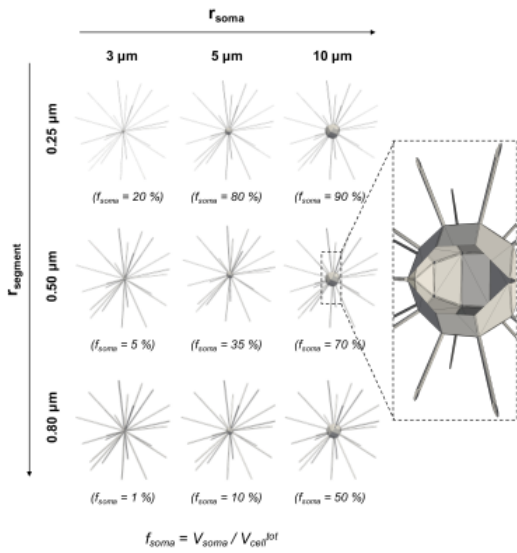 r_soma
3 μm 5 μm 10 μm
0.25 μm
(f_soma = 20 %) (f_soma = 80 %) (f_soma = 90 %)
r_segment
0.50 μm
(f_soma = 5 %) (f_soma = 35 %) (f_soma = 70 %)
0.80 μm
(f_soma = 1 %) (f_soma = 10 %) (f_soma = 50 %)
f_soma = V_soma / V_cell^tot